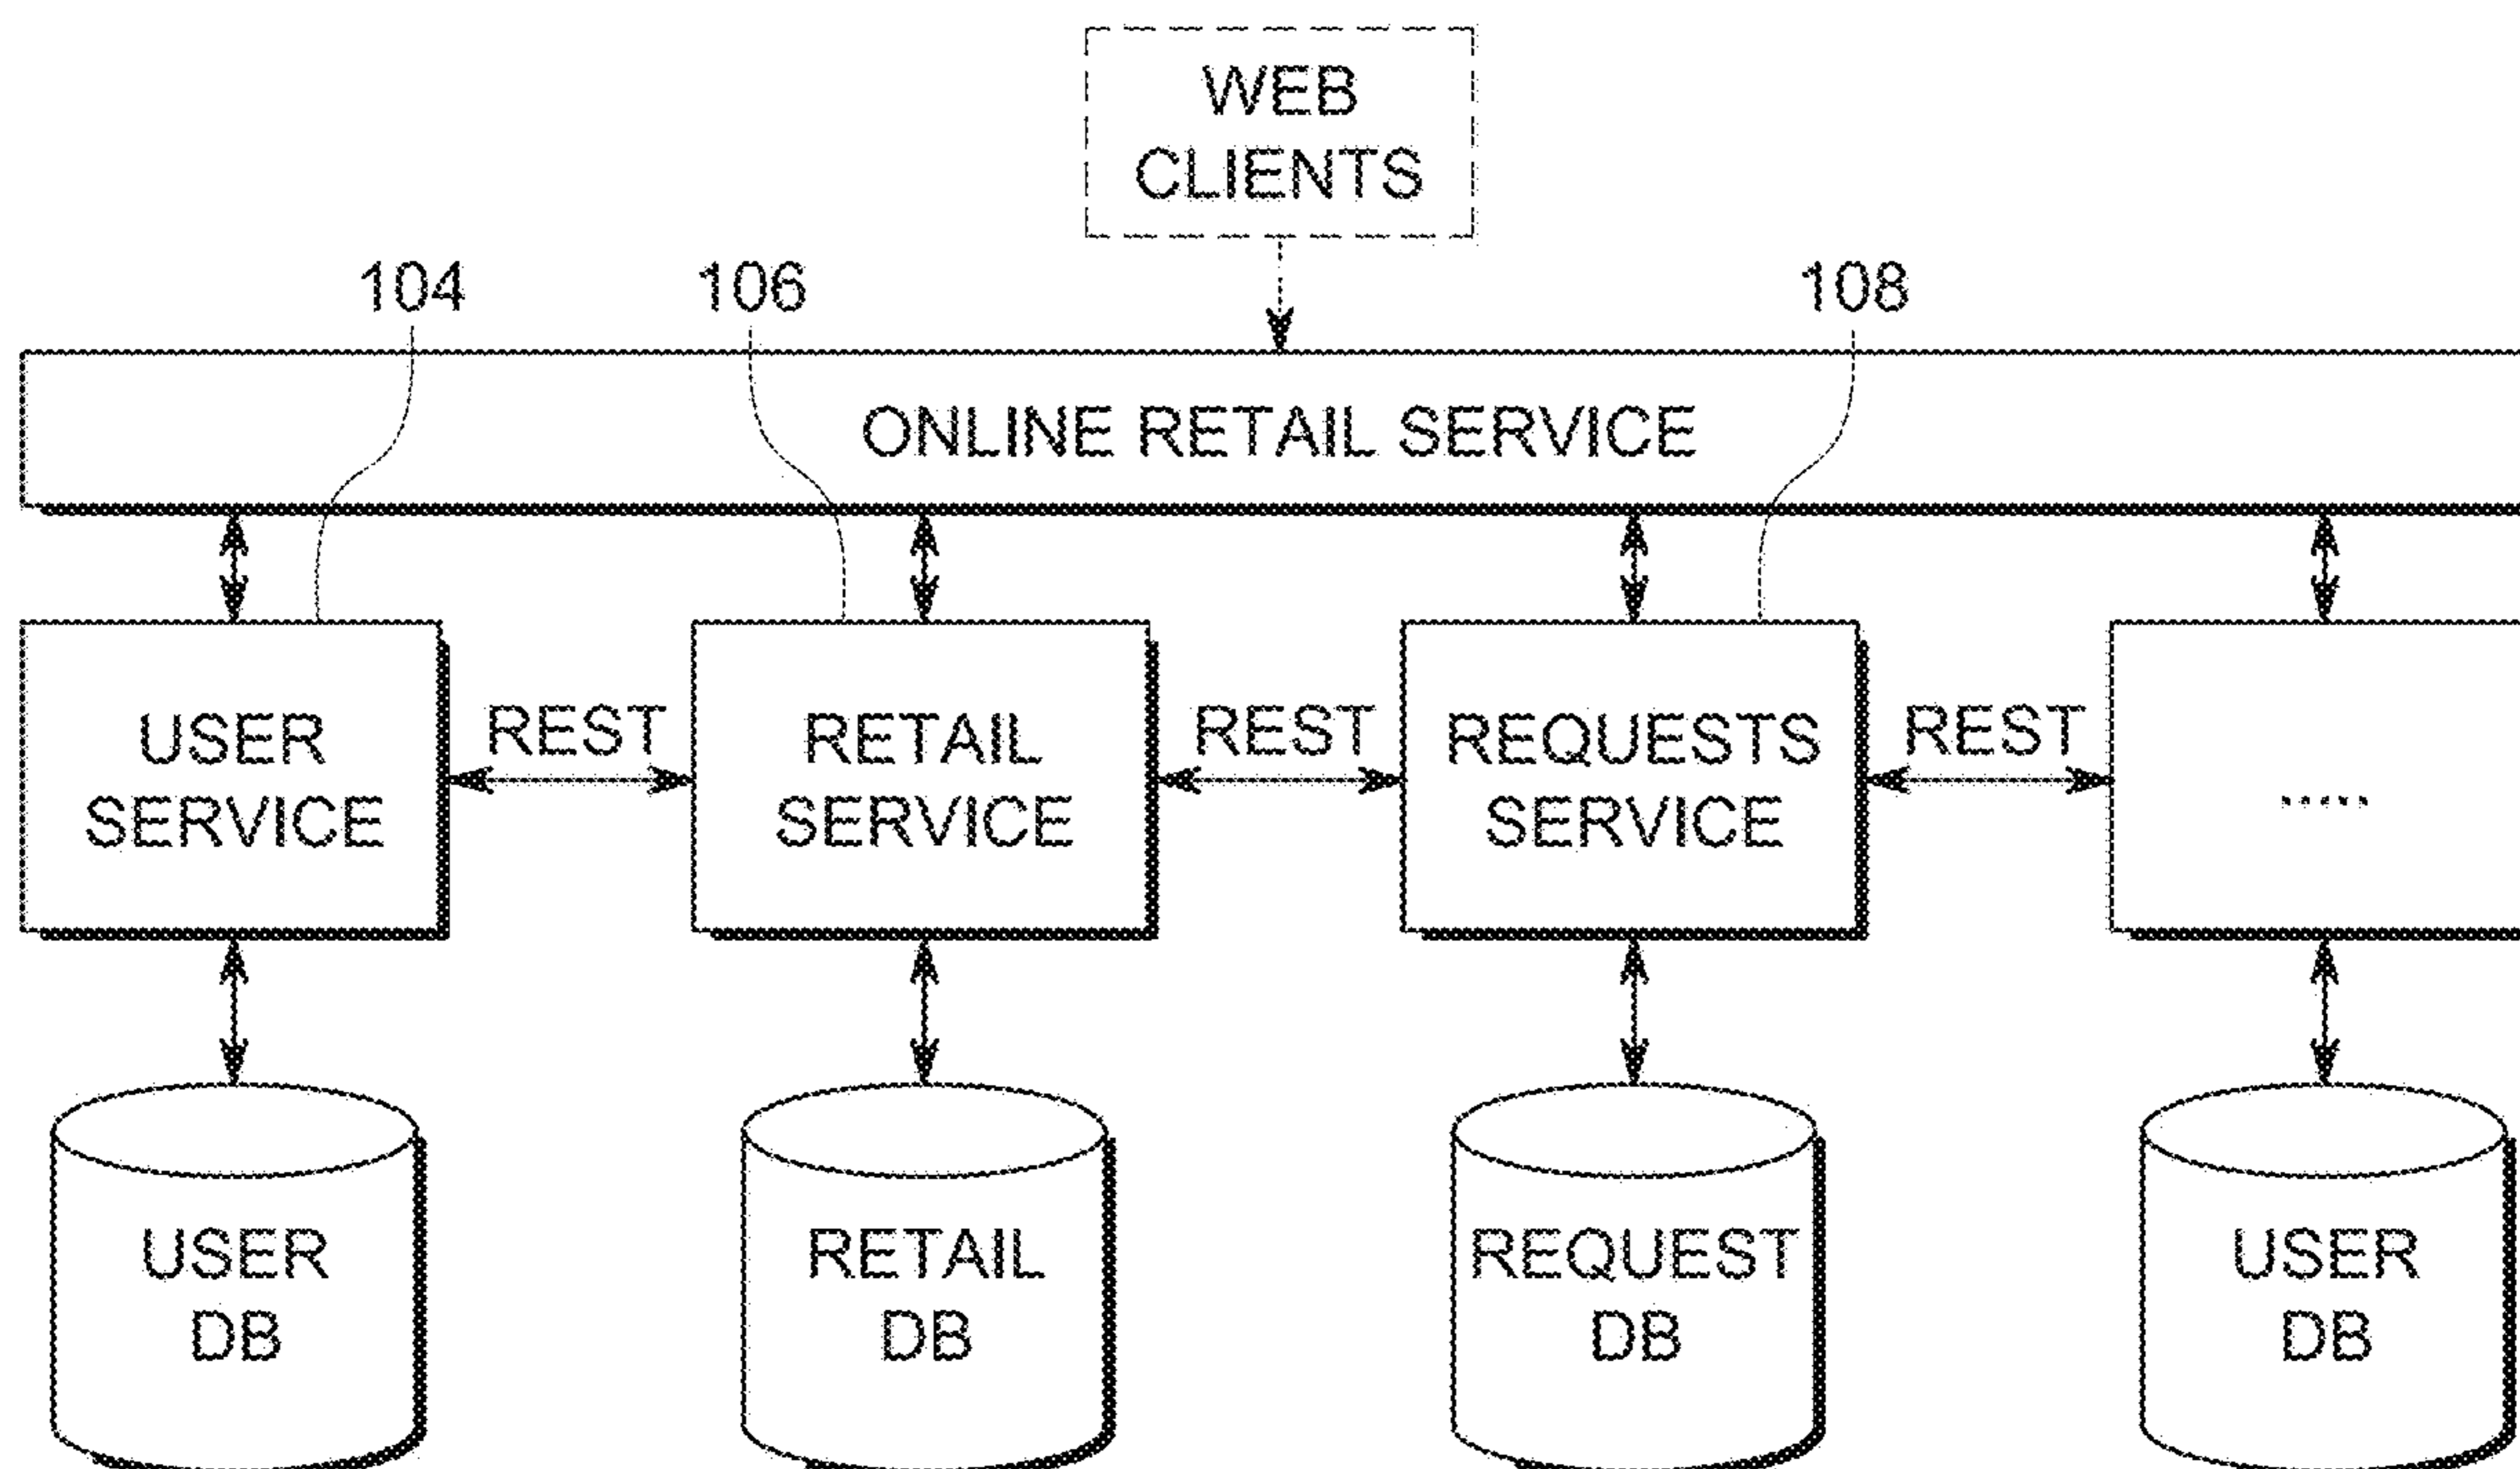 WEB
CLIENTS
104
106
108
ONLINE RETAIL SERVICE
USER
SERVICE
REST
RETAIL
SERVICE
REST
REQUESTS
SERVICE
REST
.....
USER
DB
RETAIL
DB
REQUEST
DB
USER
DB